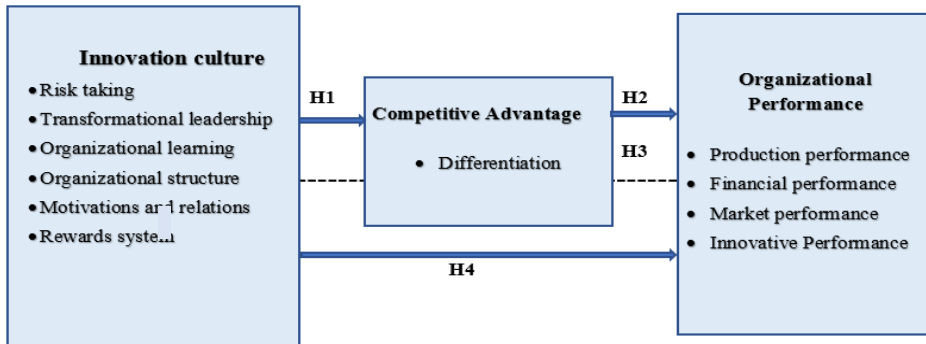 Innovation culture
• Risk taking
• Transformational leadership
• Organizational learning
• Organizational structure
• Motivations and relations
• Rewards system
H1
Competitive Advantage
• Differentiation
H2
H3
H4
Organizational
Performance
• Production performance
• Financial performance
• Market performance
• Innovative Performance